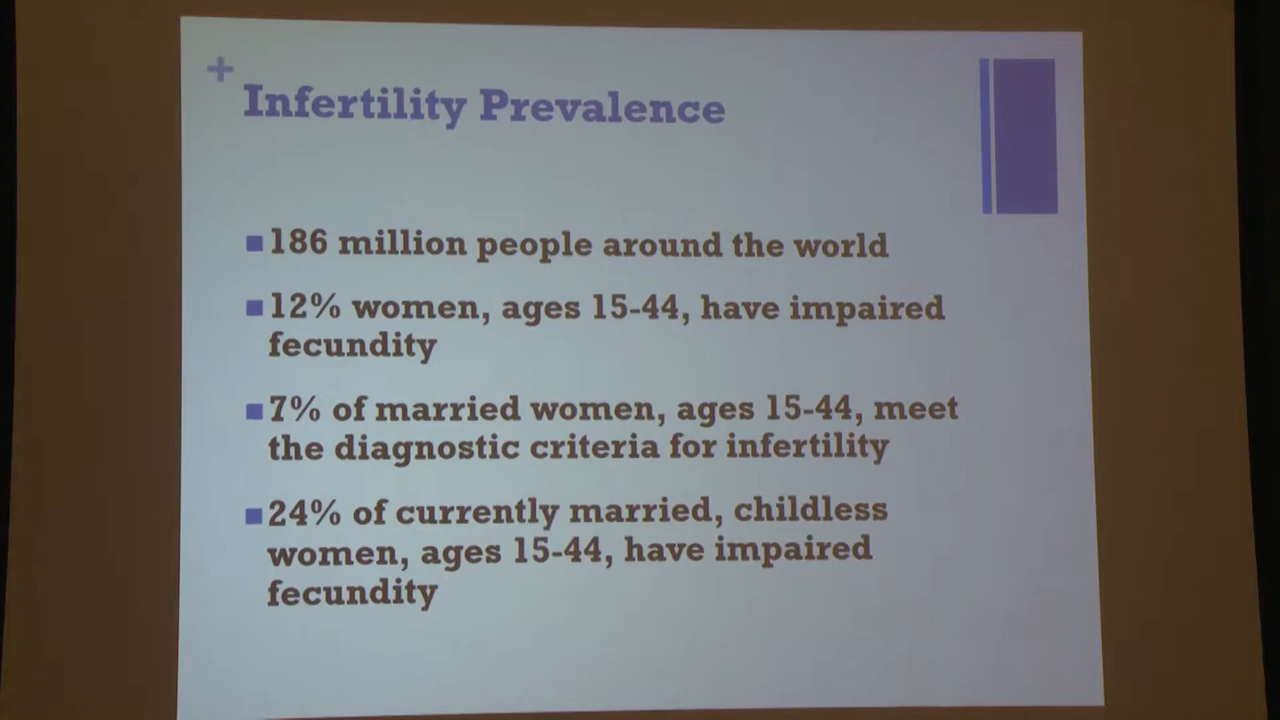 +
Infertility Prevalence
186 million people around the world
12% women, ages 15-44, have impaired
fecundity
7% of married women, ages 15-44, meet
the diagnostic criteria for infertility
24% of currently married, childless
women, ages 15-44, have impaired
fecundity